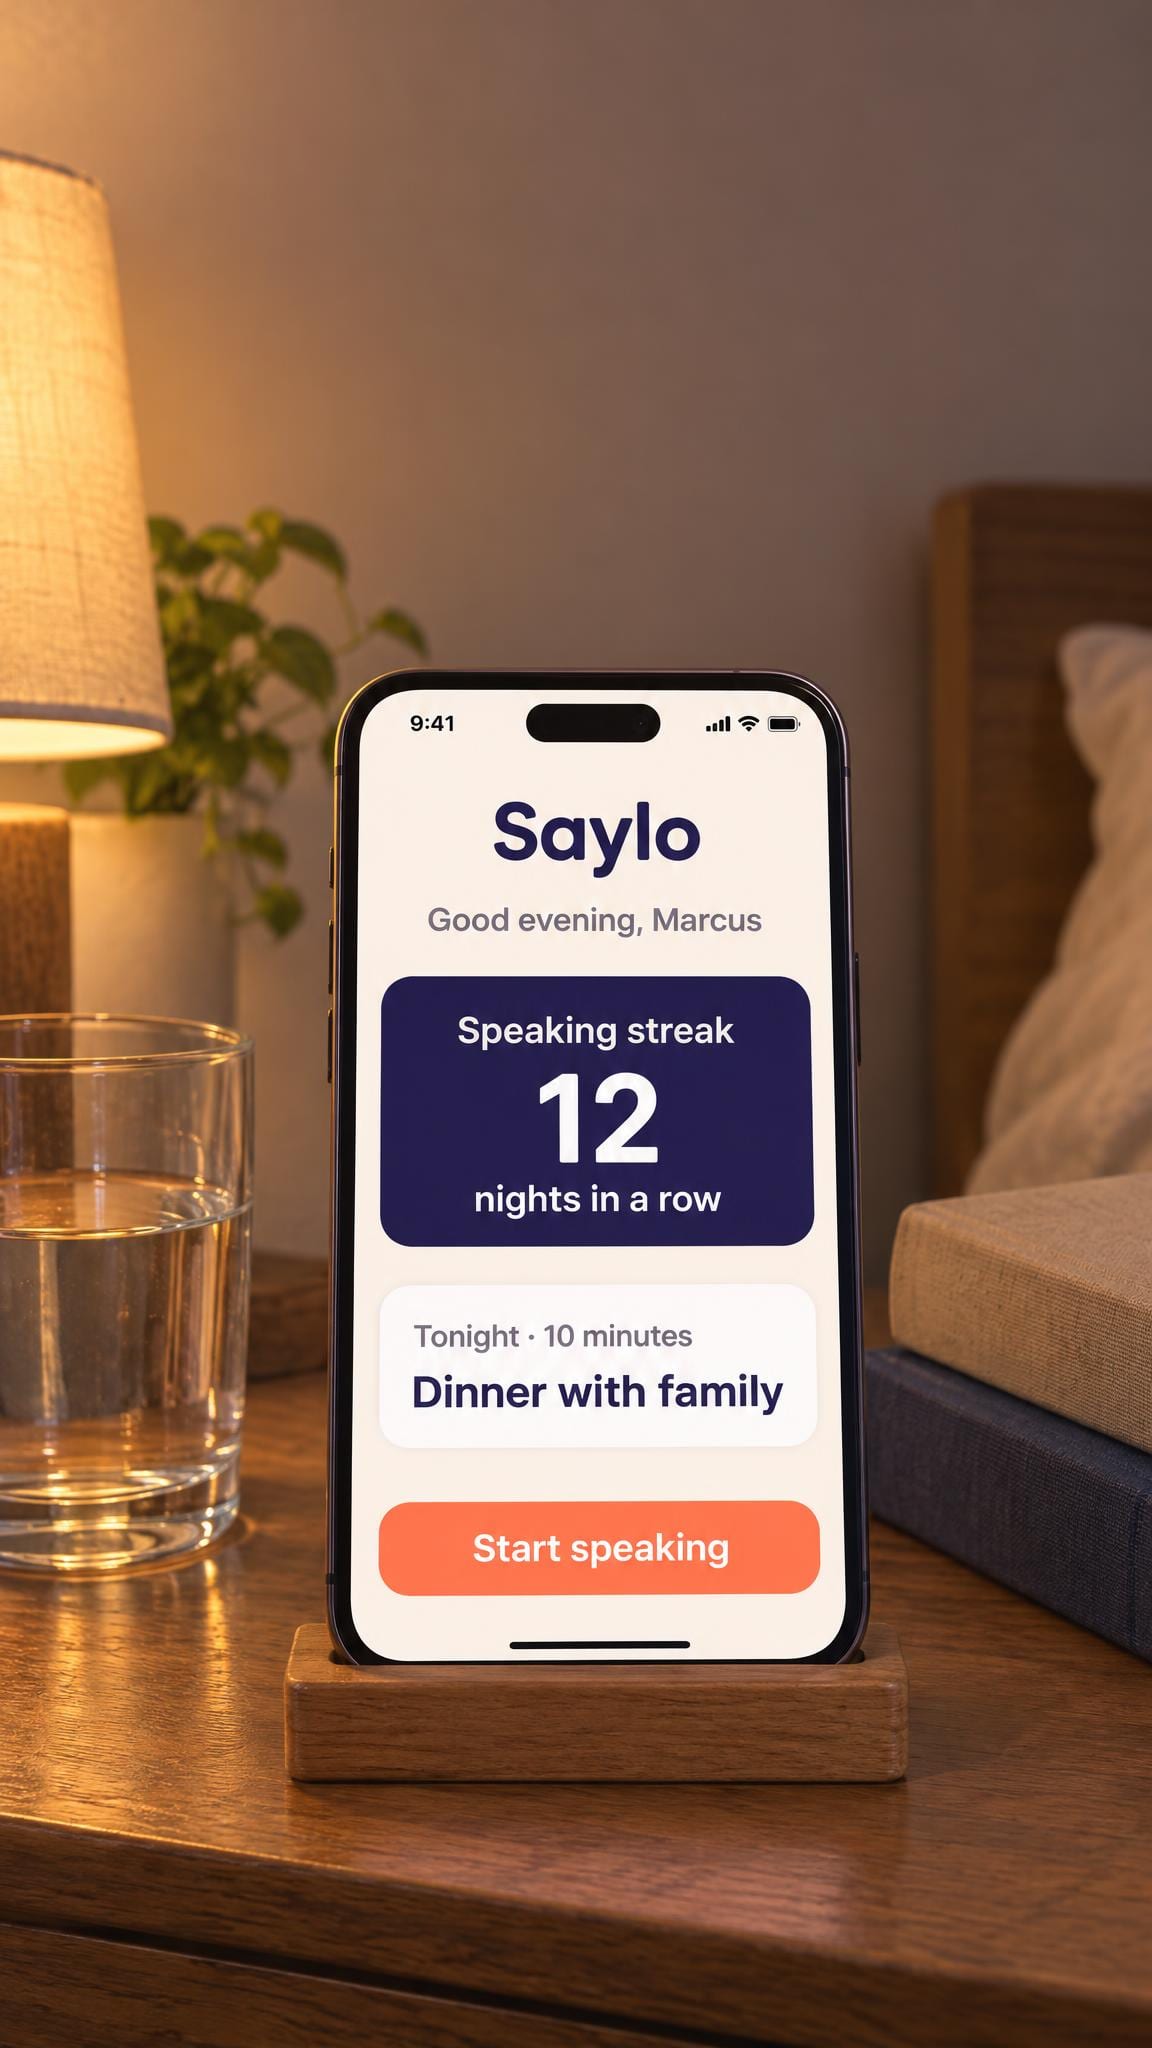 9:41
Saylo
Good evening, Marcus
Speaking streak
12
nights in a row
Tonight · 10 minutes
Dinner with family
Start speaking